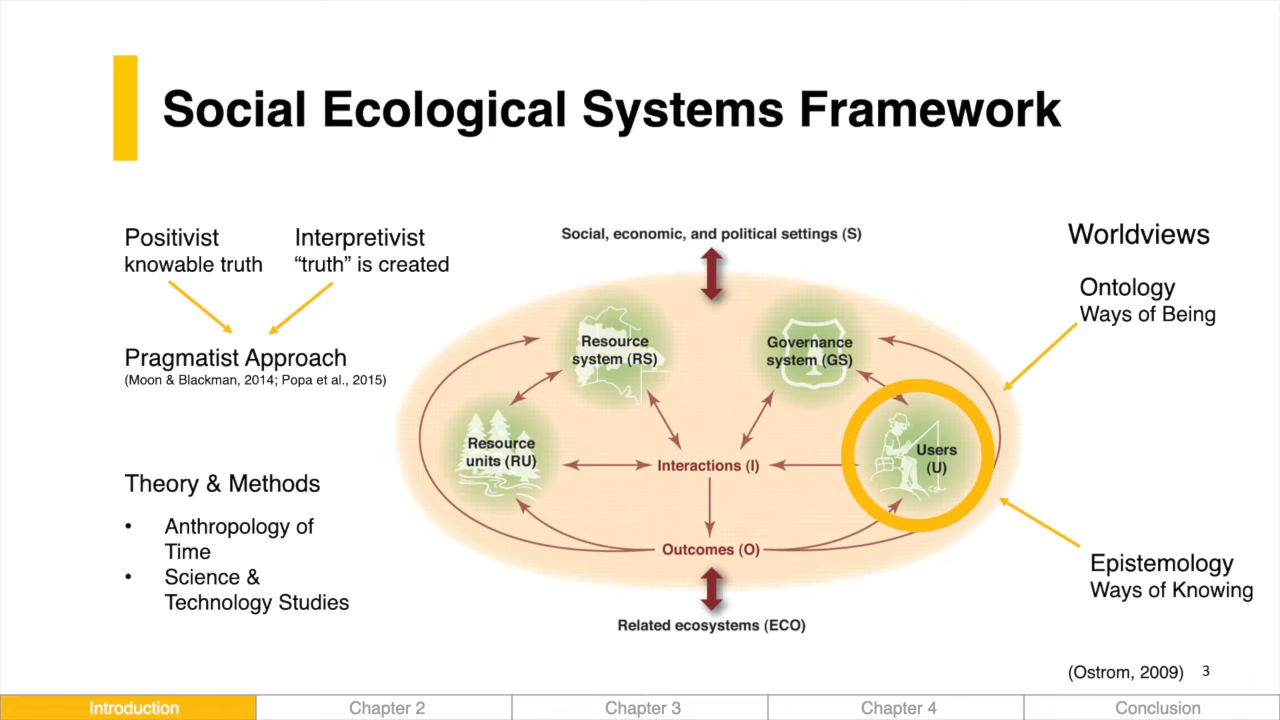 Social Ecological Systems Framework
Positivist
knowable truth
Interpretivist
“truth” is created
Pragmatist Approach
(Moon & Blackman, 2014; Popa et al., 2015)
Theory & Methods
• Anthropology of
Time
• Science &
Technology Studies
Social, economic, and political settings (S)
Resource
system (RS)
Governance
system (GS)
Resource
units (RU)
Interactions (I)
Users
(U)
Outcomes (O)
Related ecosystems (ECO)
Worldviews
Ontology
Ways of Being
Epistemology
Ways of Knowing
(Ostrom, 2009) 3
Introduction
Chapter 2
Chapter 3
Chapter 4
Conclusion